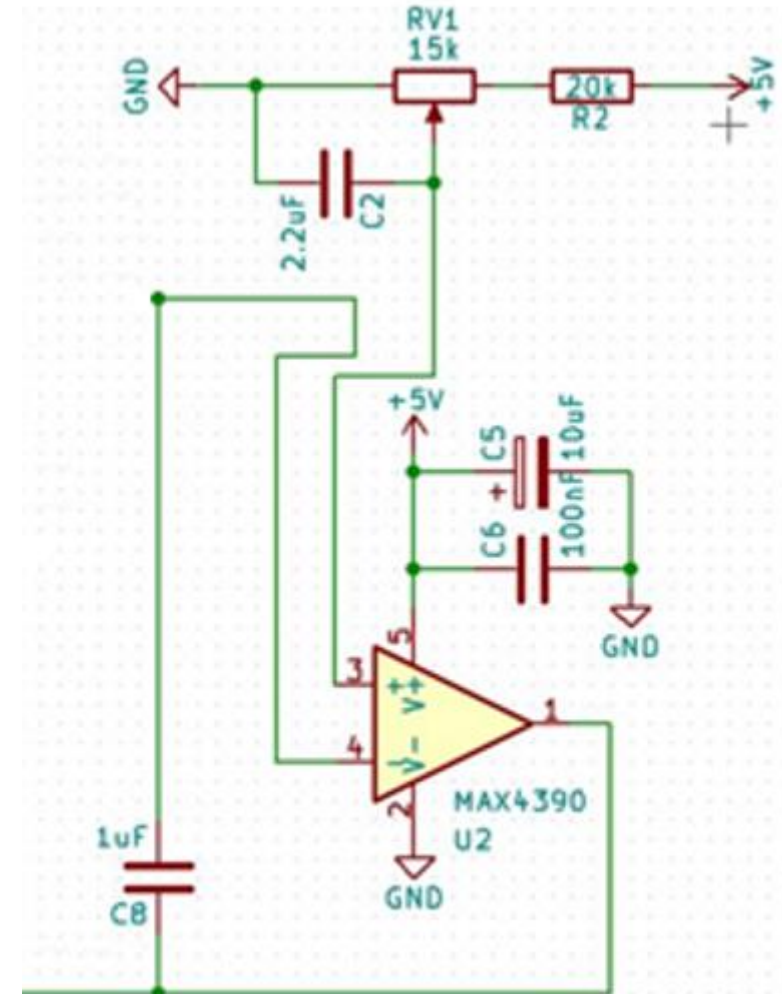 RV1
15k
GND
20k
R2
+5V
2.2uF
C2
+5V
C5
10uF
+
C6
100nF
GND
5
3
+
V+
1
4
-
V-
2
MAX4390
U2
GND
1uF
C8